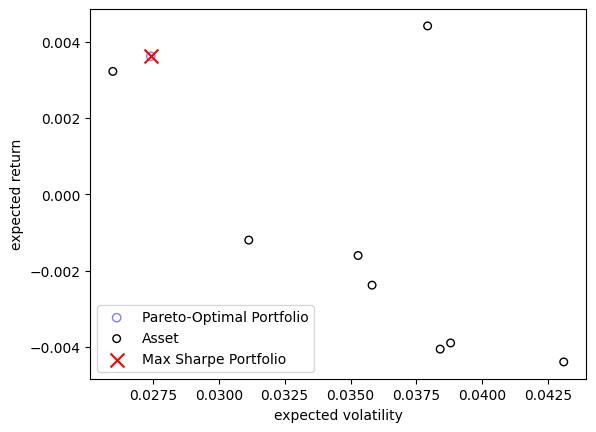 0.004
0.002
0.000
−0.002
−0.004
expected return
Pareto-Optimal Portfolio
Asset
Max Sharpe Portfolio
0.0275 0.0300 0.0325 0.0350 0.0375 0.0400 0.0425
expected volatility